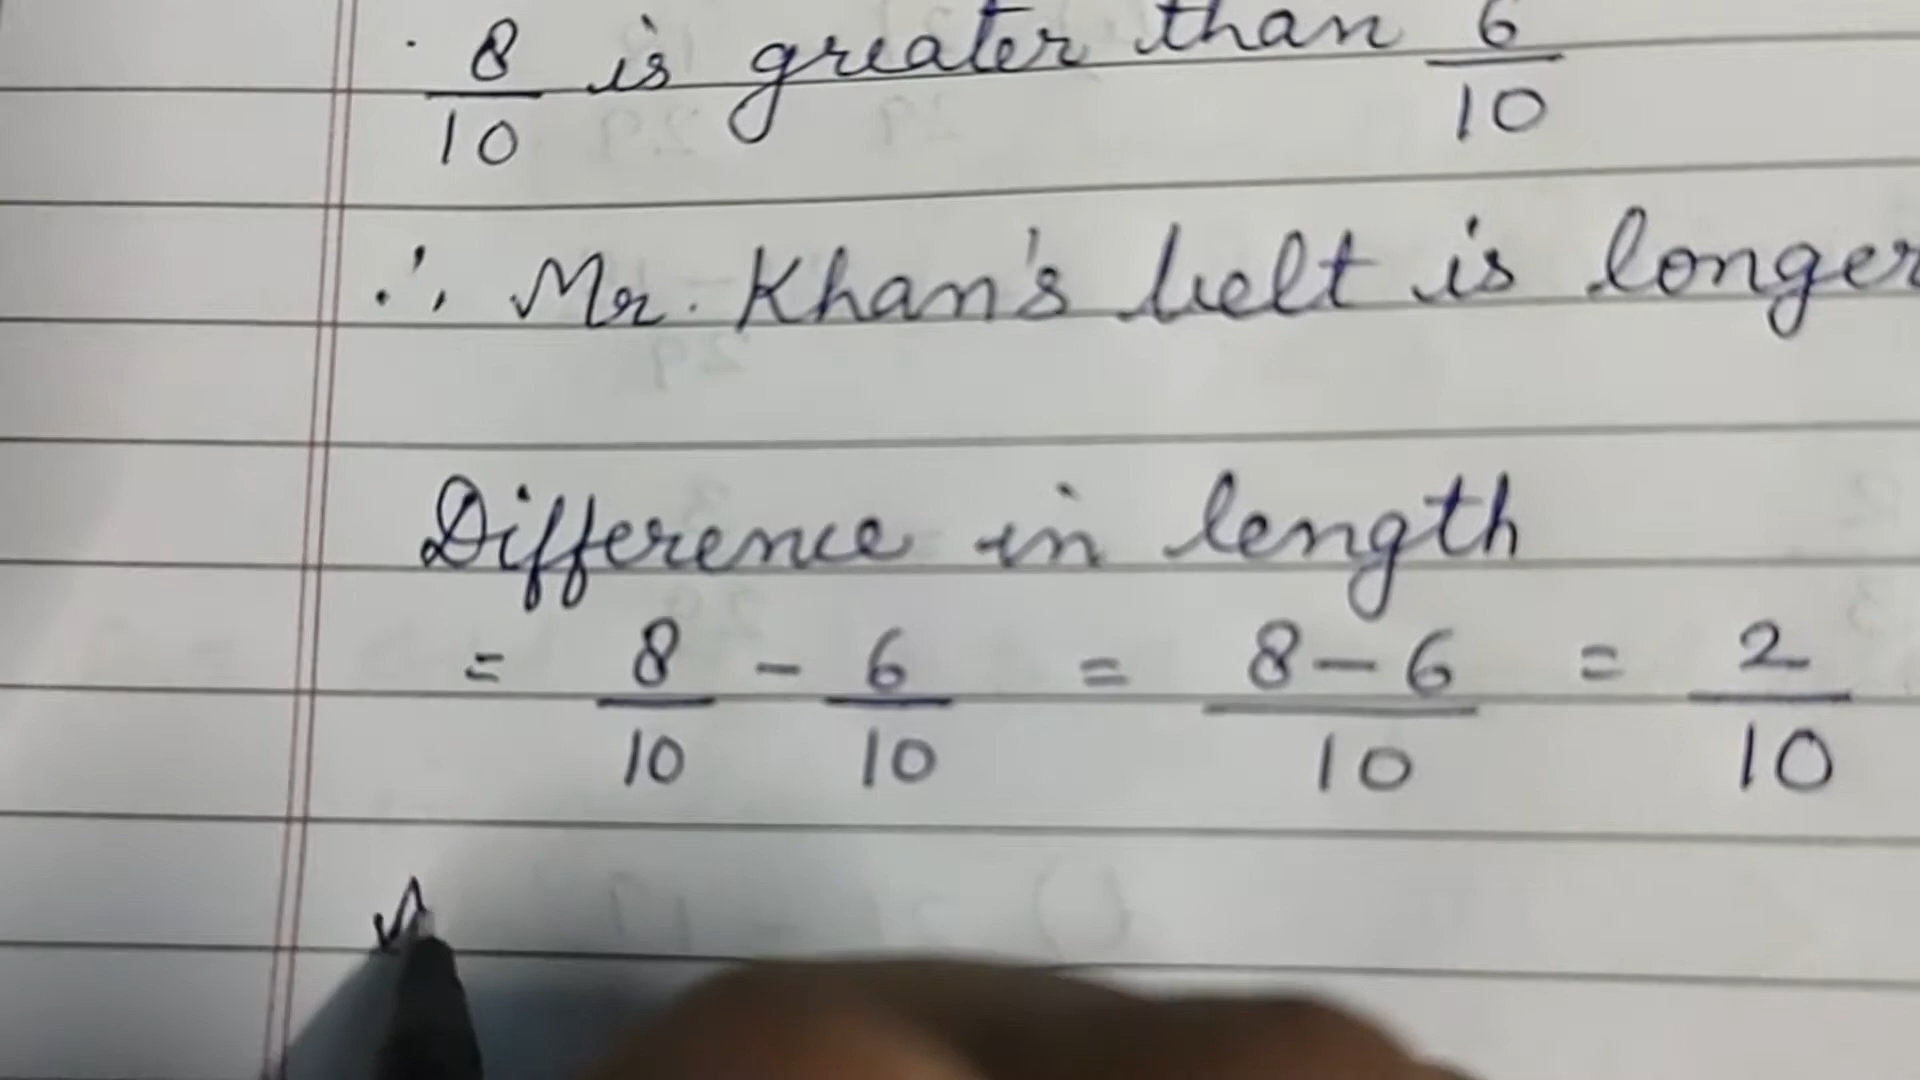 8/10 is greater than 6/10
∴ Mr. Khan's belt is longer
Difference in length
= 8/10 - 6/10 = 8-6/10 = 2/10